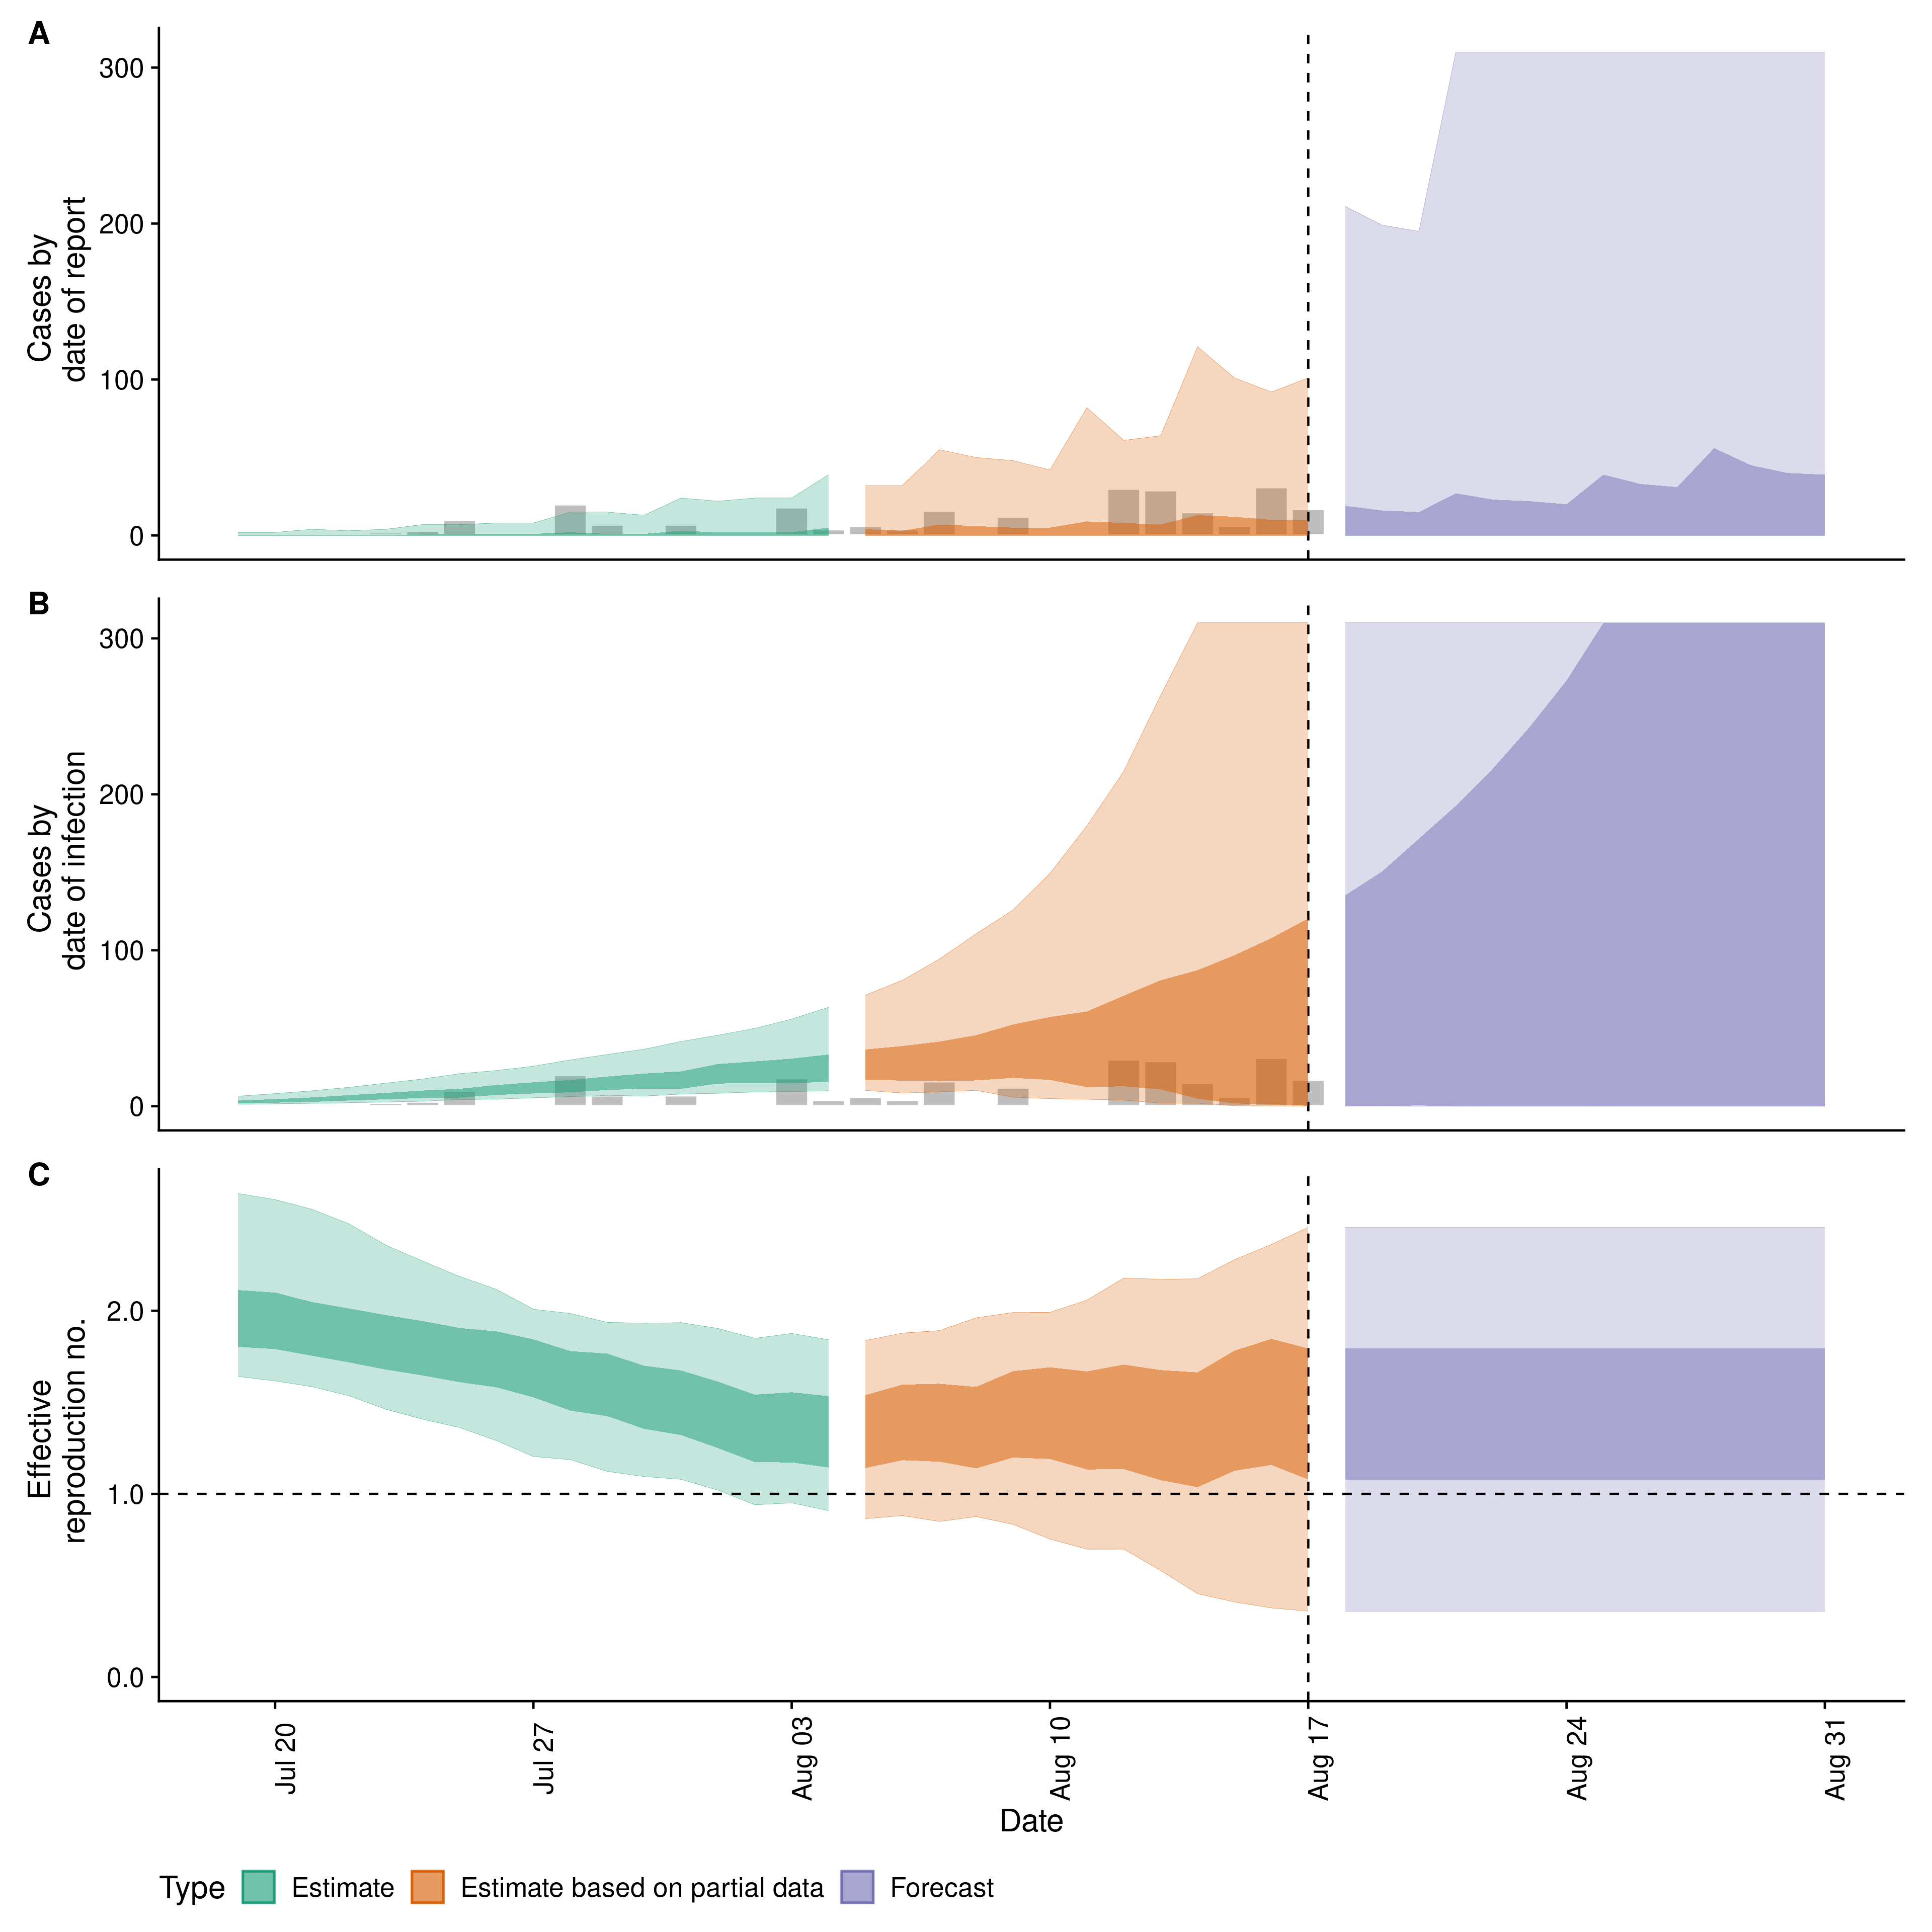 A
300
200
100
0
Cases by
date of report
B
300
200
100
0
Cases by
date of infection
C
2.0
1.0
0.0
Effective
reproduction no.
Jul 20
Jul 27
Aug 03
Aug 10
Aug 17
Aug 24
Aug 31
Date
Type Estimate Estimate based on partial data Forecast